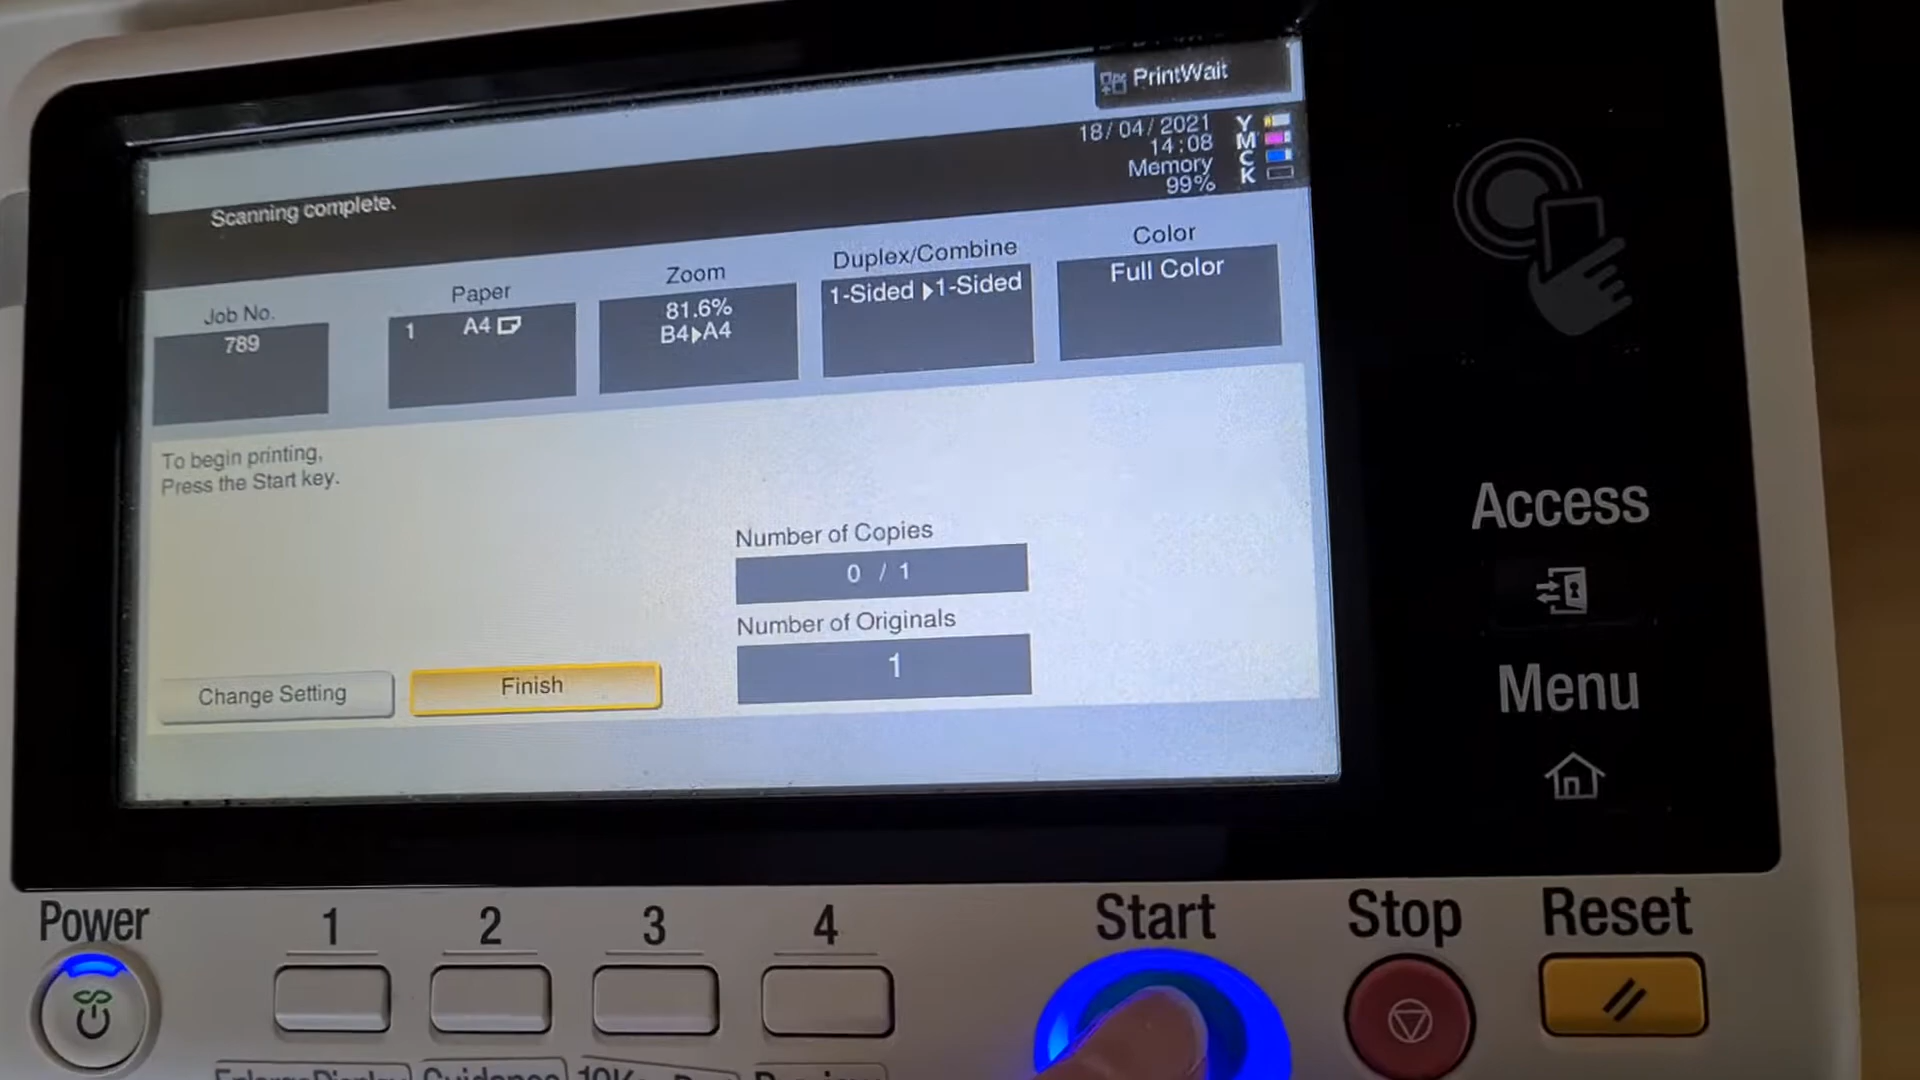 PrintWait
18/04/2021
14:08
Memory
99%
Y
M
C
K
Scanning complete.
Job No.
789
Paper
1 A4
Zoom
81.6%
B4▶A4
Duplex/Combine
1-Sided ▶1-Sided
Color
Full Color
To begin printing,
Press the Start key.
Number of Copies
0 / 1
Number of Originals
1
Change Setting
Finish
Access
Menu
Power
1
2
3
4
Start
Stop
Reset
Guidance